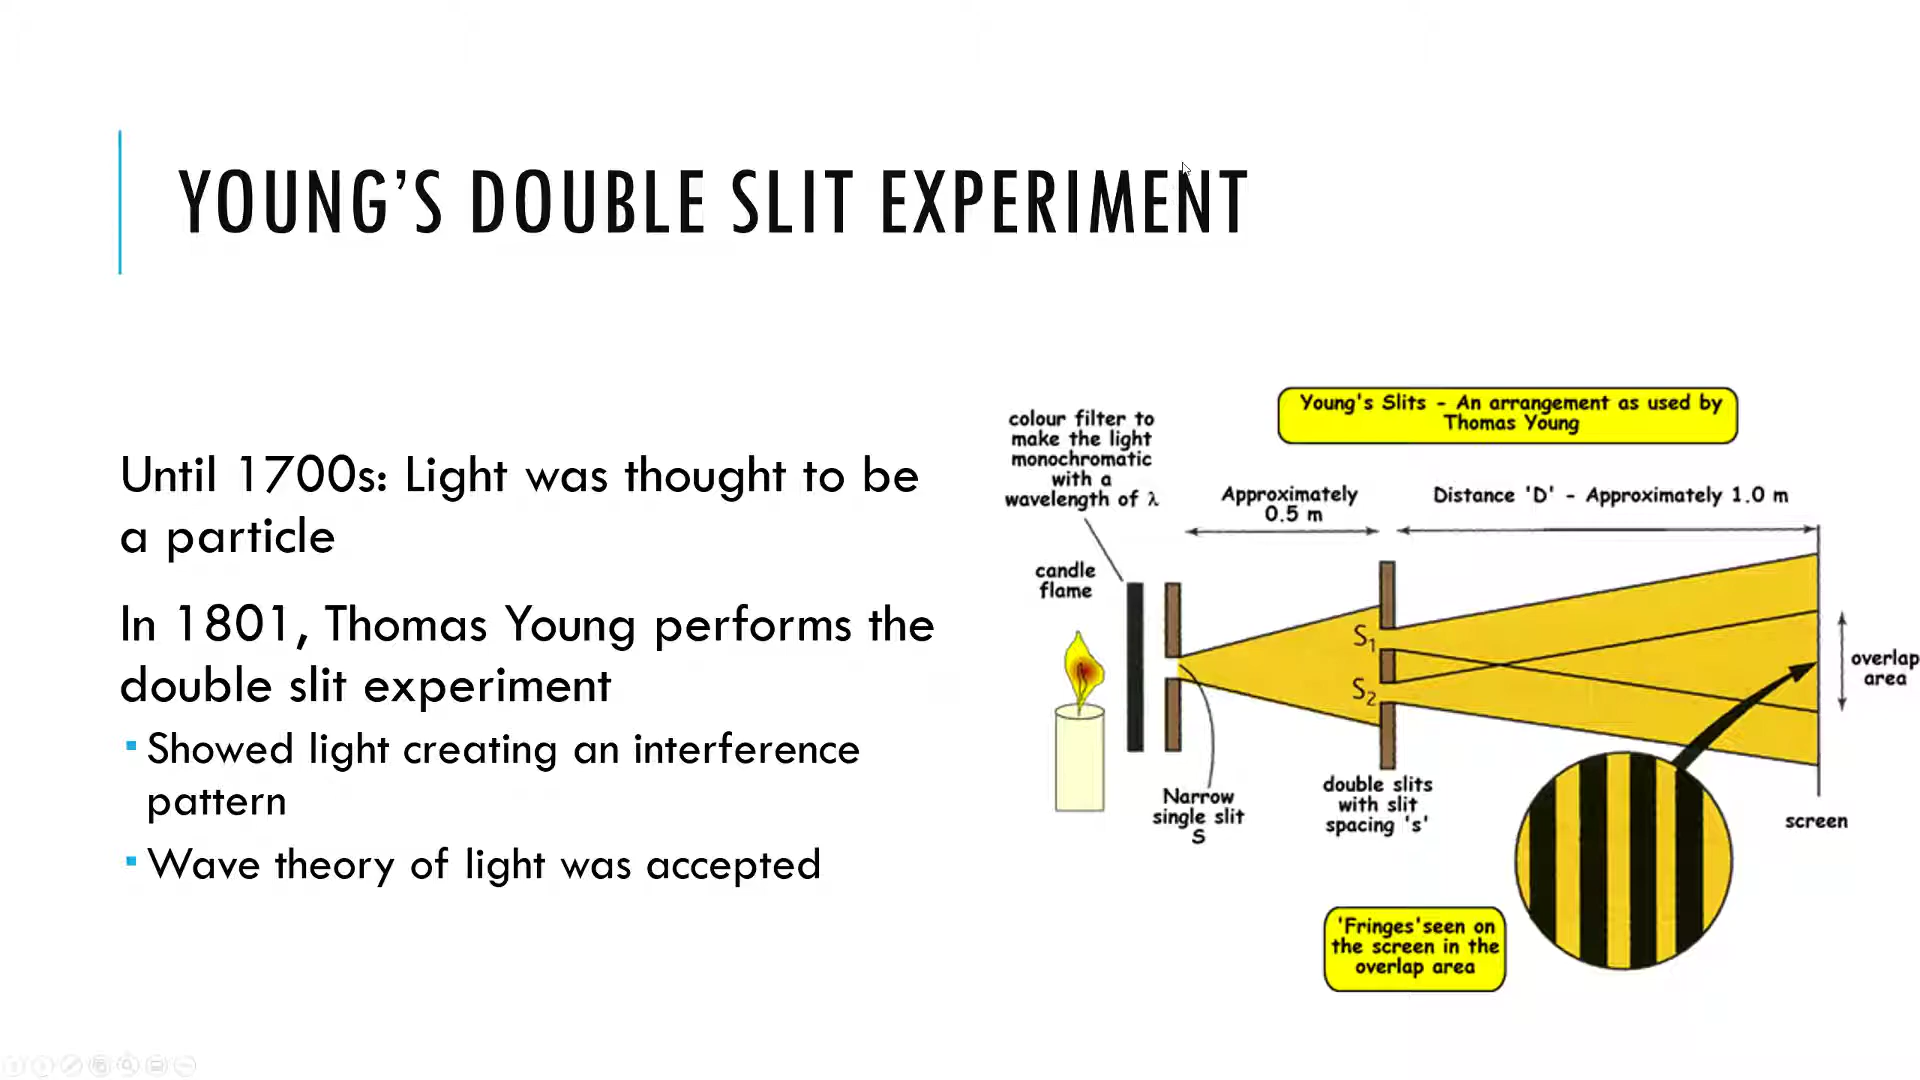 YOUNG'S DOUBLE SLIT EXPERIMENT
Until 1700s: Light was thought to be
a particle
In 1801, Thomas Young performs the
double slit experiment
Showed light creating an interference
pattern
Wave theory of light was accepted
Young's Slits - An arrangement as used by
Thomas Young
colour filter to
make the light
monochromatic
with a
wavelength of λ
Approximately
0.5 m
Distance 'D' - Approximately 1.0 m
candle
flame
S1
S2
overlap
area
Narrow
single slit
S
double slits
with slit
spacing 's'
screen
'Fringes' seen on
the screen in the
overlap area